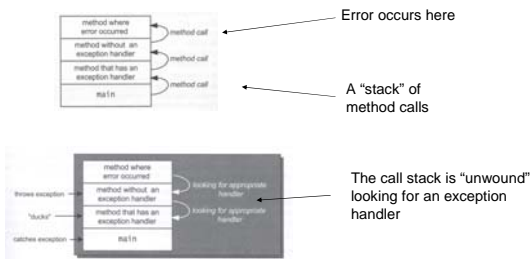 method where
error occurred
method call
Error occurs here
method without an
exception handler
method call
method that has an
exception handler
method call
main
A “stack” of
method calls
method where
error occurred
looking for appropriate
handler
throws exception
method without an
exception handler
looking for appropriate
handler
"ducks"
method that has an
exception handler
catches exception
main
The call stack is “unwound”
looking for an exception
handler